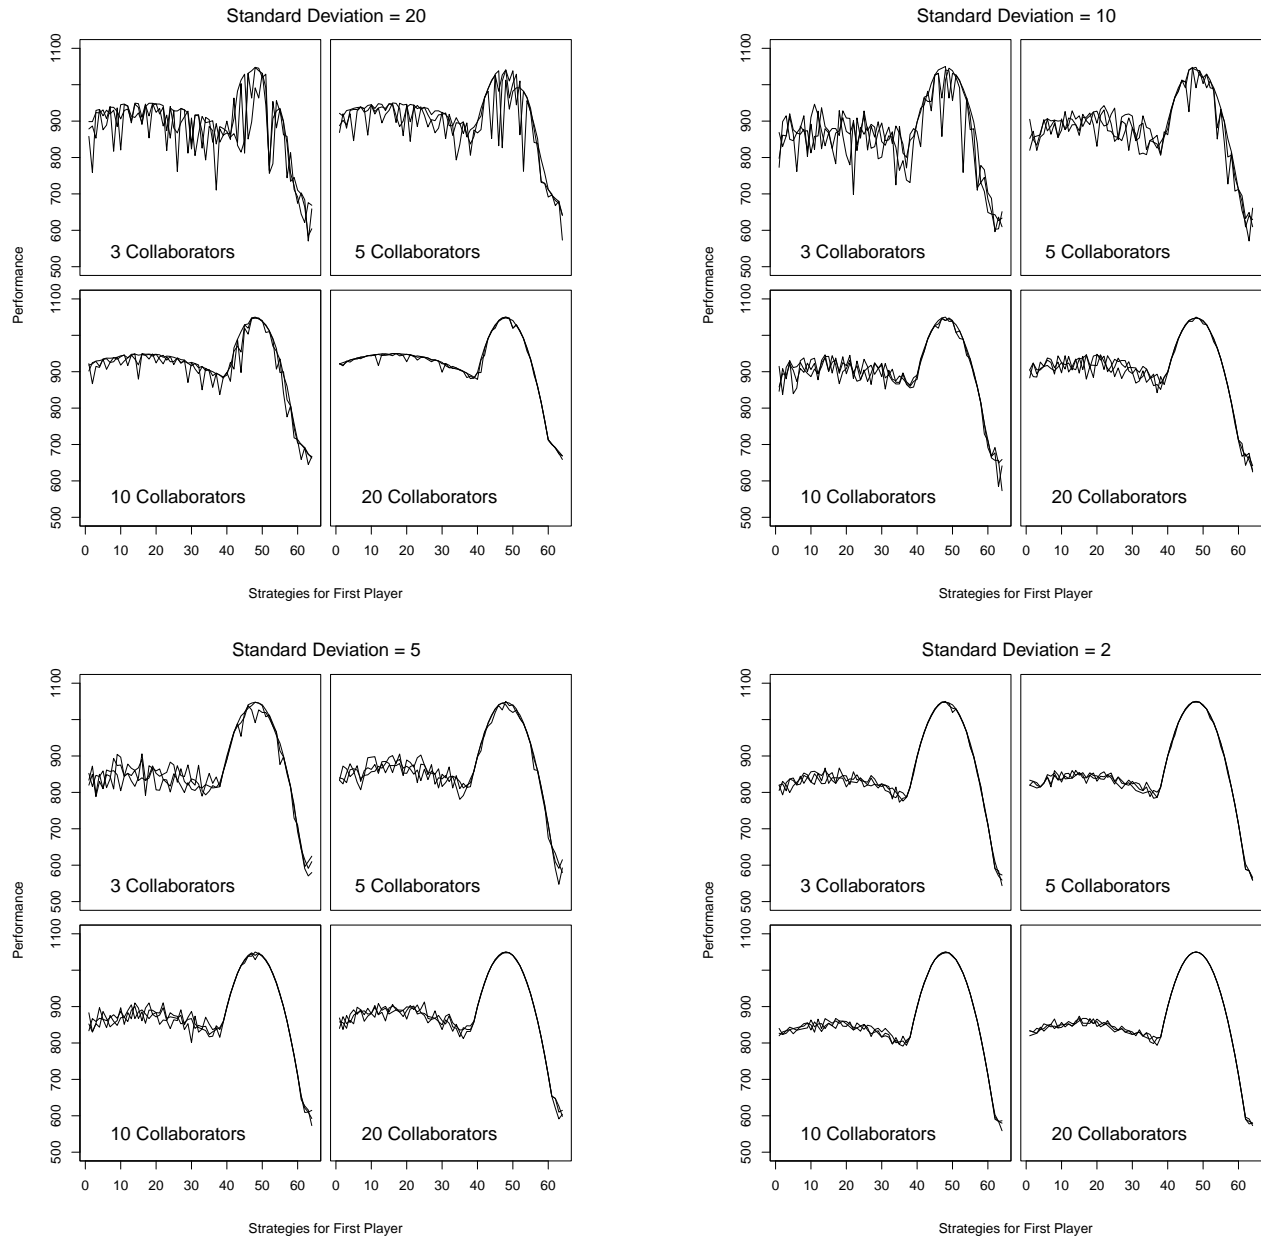 Standard Deviation = 20
Performance
500 600 700 800 900 1100
3 Collaborators
5 Collaborators
500 600 700 800 900 1100
10 Collaborators
20 Collaborators
0 10 20 30 40 50 60
0 10 20 30 40 50 60
Strategies for First Player
Standard Deviation = 10
Performance
500 600 700 800 900 1100
3 Collaborators
5 Collaborators
500 600 700 800 900 1100
10 Collaborators
20 Collaborators
0 10 20 30 40 50 60
0 10 20 30 40 50 60
Strategies for First Player
Standard Deviation = 5
Performance
500 600 700 800 900 1100
3 Collaborators
5 Collaborators
500 600 700 800 900 1100
10 Collaborators
20 Collaborators
0 10 20 30 40 50 60
0 10 20 30 40 50 60
Strategies for First Player
Standard Deviation = 2
Performance
500 600 700 800 900 1100
3 Collaborators
5 Collaborators
500 600 700 800 900 1100
10 Collaborators
20 Collaborators
0 10 20 30 40 50 60
0 10 20 30 40 50 60
Strategies for First Player